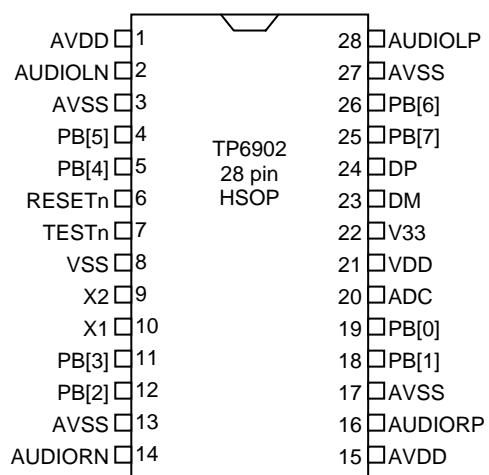 AVDD 1 28 AUDIOLP
AUDIOLN 2 27 AVSS
AVSS 3 26 PB[6]
PB[5] 4 25 PB[7]
TP6902
PB[4] 5 24 DP
28 pin
RESETn 6 23 DM
HSOP
TESTn 7 22 V33
VSS 8 21 VDD
X2 9 20 ADC
X1 10 19 PB[0]
PB[3] 11 18 PB[1]
PB[2] 12 17 AVSS
AVSS 13 16 AUDIORP
AUDIORN 14 15 AVDD